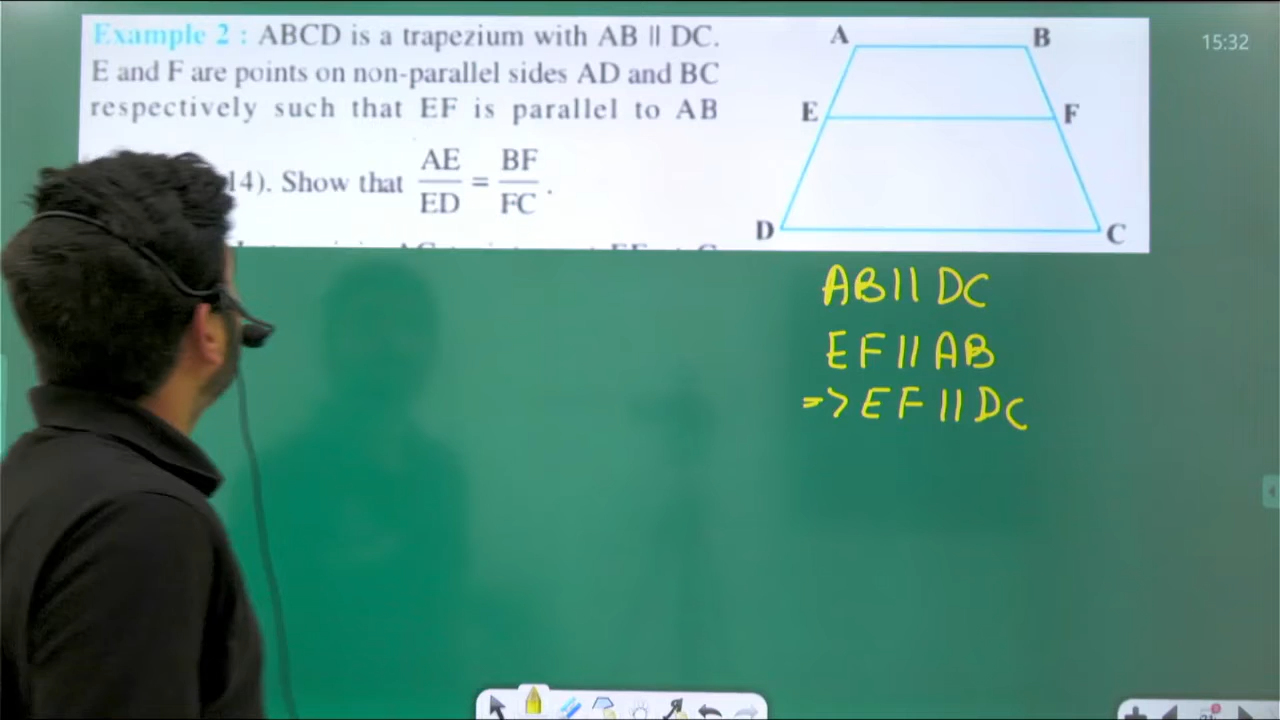 Example 2 : ABCD is a trapezium with AB || DC.
E and F are points on non-parallel sides AD and BC
respectively such that EF is parallel to AB
14). Show that AE/ED = BF/FC.
A B
E F
D C
15:32
AB || DC
EF || AB
=> EF || DC